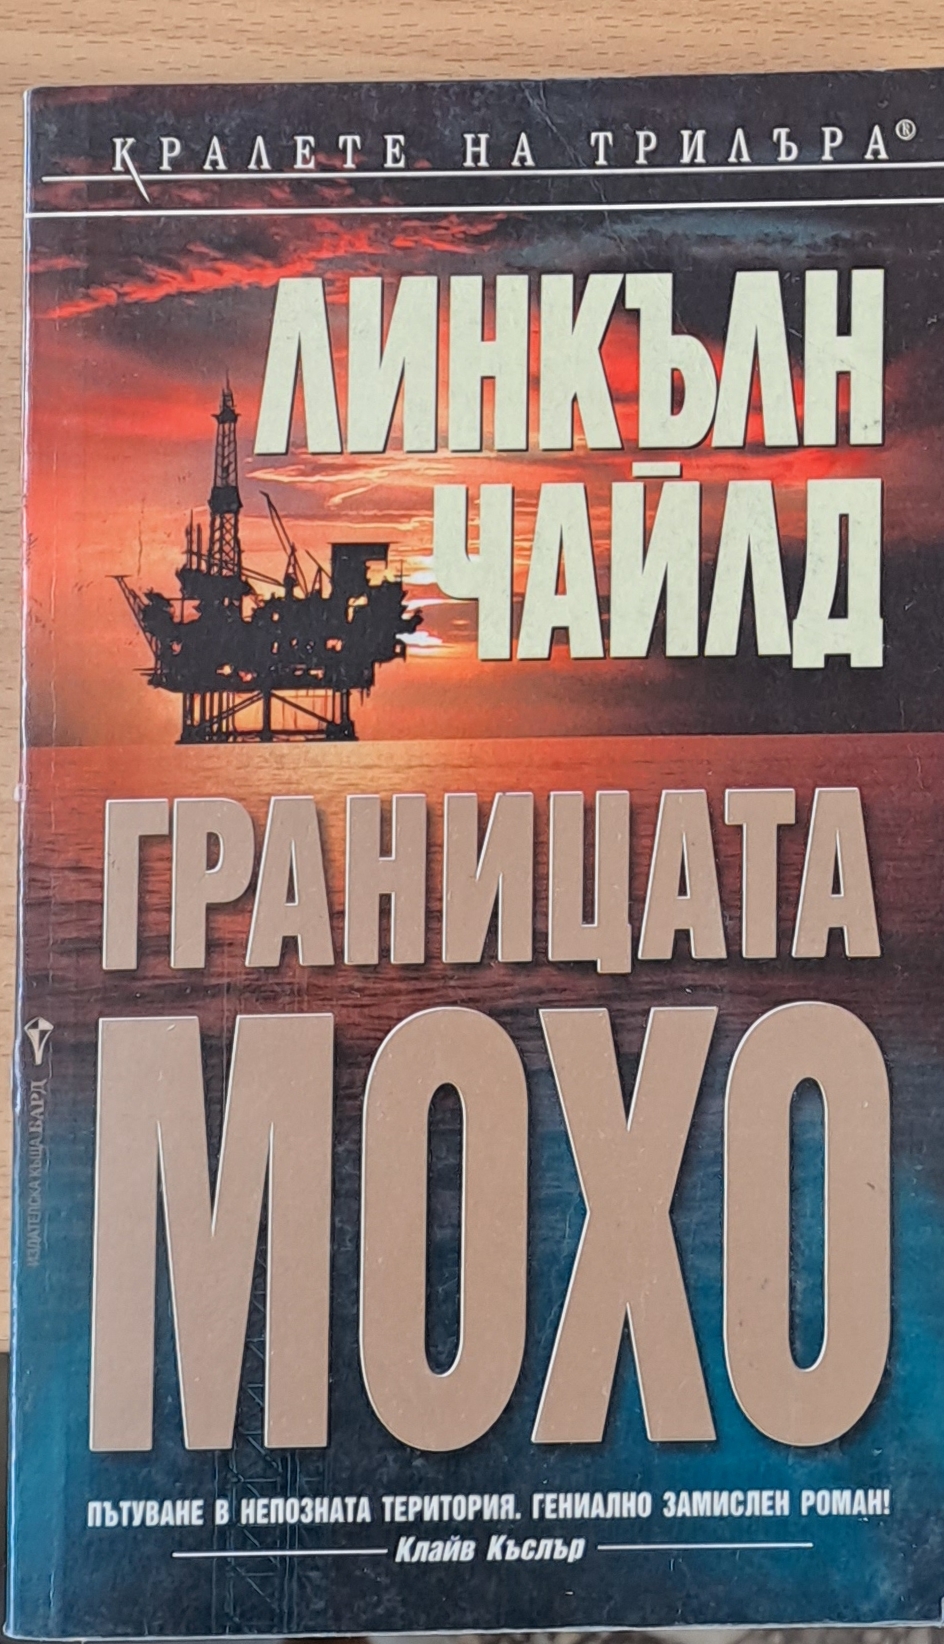 КРАЛЕТЕ НА ТРИЛЪРА®
ЛИНКЪЛН
ЧАЙЛД
ГРАНИЦАТА
МОХО
ИЗДАТЕЛСКА КЪЩА БАРД
ПЪТУВАНЕ В НЕПОЗНАТА ТЕРИТОРИЯ. ГЕНИАЛНО ЗАМИСЛЕН РОМАН!
Клайв Къслър